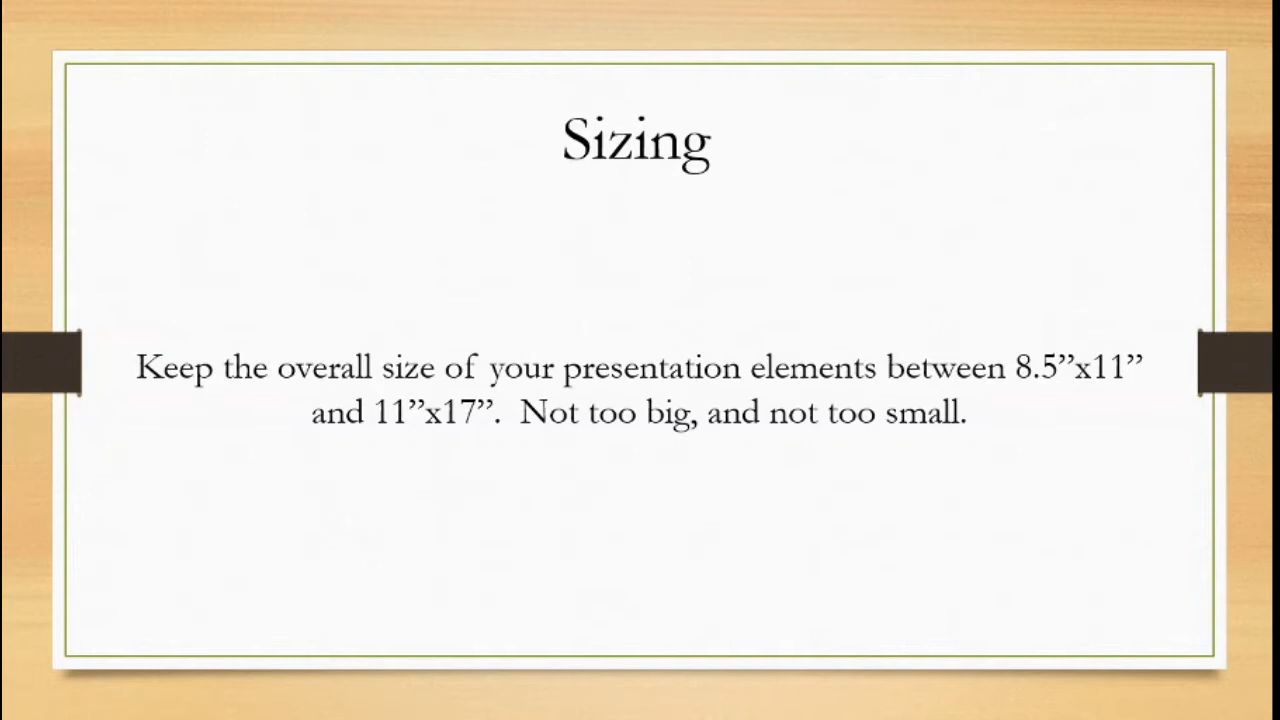 Sizing
Keep the overall size of your presentation elements between 8.5”x11”
and 11”x17”.  Not too big, and not too small.